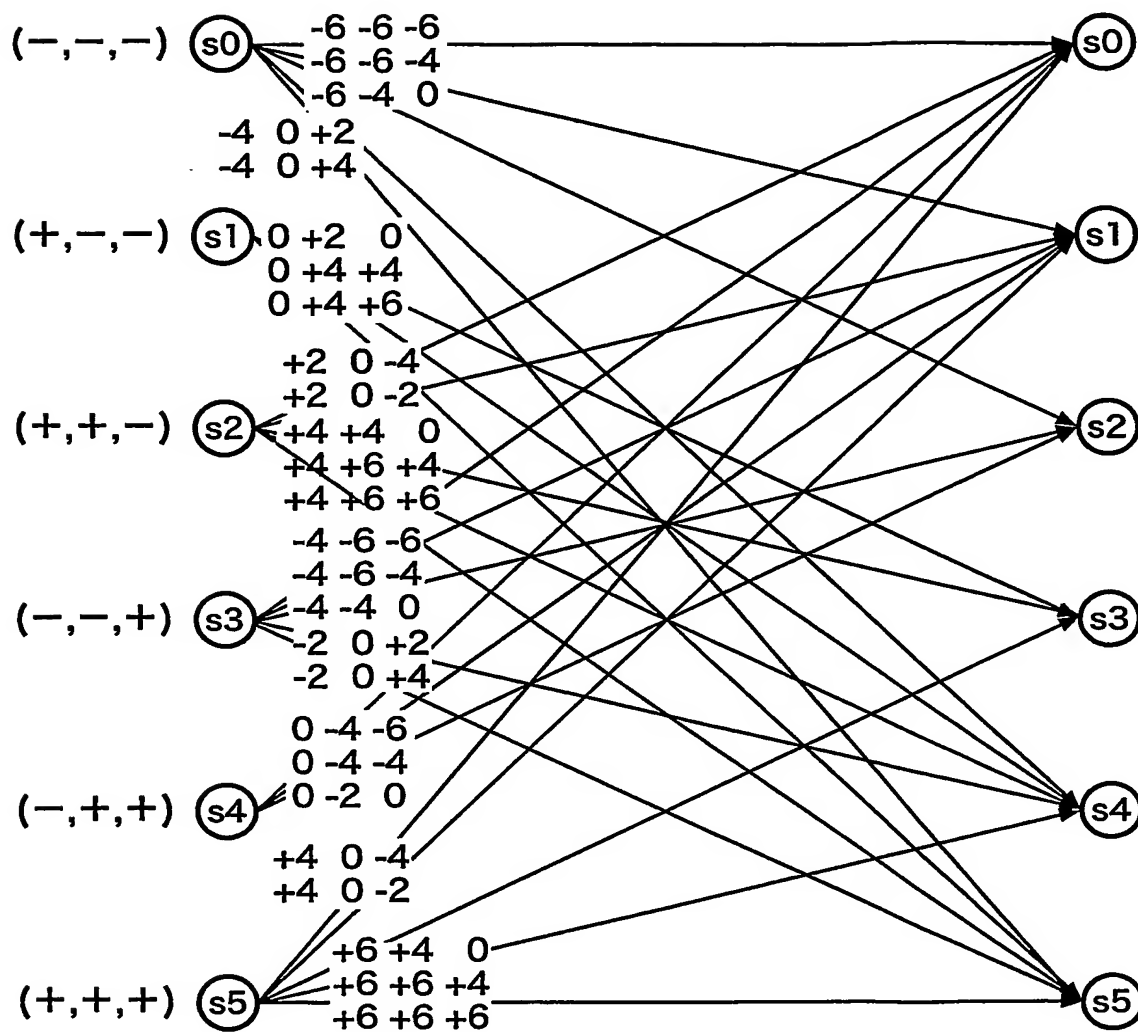 (−,−,−) s0 -6 -6 -6 s0
-6 -6 -4
-6 -4 0
-4 0 +2
-4 0 +4
(+,−,−) s1 0 +2 0 s1
0 +4 +4
0 +4 +6
+2 0 -4
+2 0 -2
(+,+,−) s2 +4 +4 0 s2
+4 +6 +4
+4 +6 +6
-4 -6 -6
-4 -6 -4
(−,−,+) s3 -4 -4 0 s3
-2 0 +2
-2 0 +4
0 -4 -6
0 -4 -4
(−,+,+) s4 0 -2 0 s4
+4 0 -4
+4 0 -2
+6 +4 0
+6 +6 +4
(+,+,+) s5 +6 +6 +6 s5